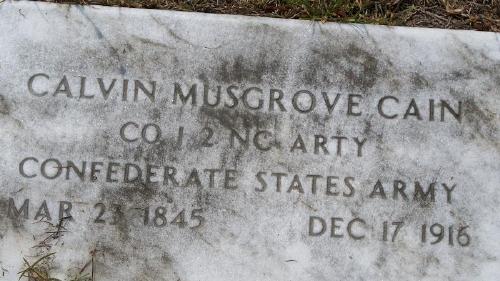 CALVIN MUSGROVE CAIN
CO I 2 NC ARTY
CONFEDERATE STATES ARMY
MAR 23 1845 DEC 17 1916